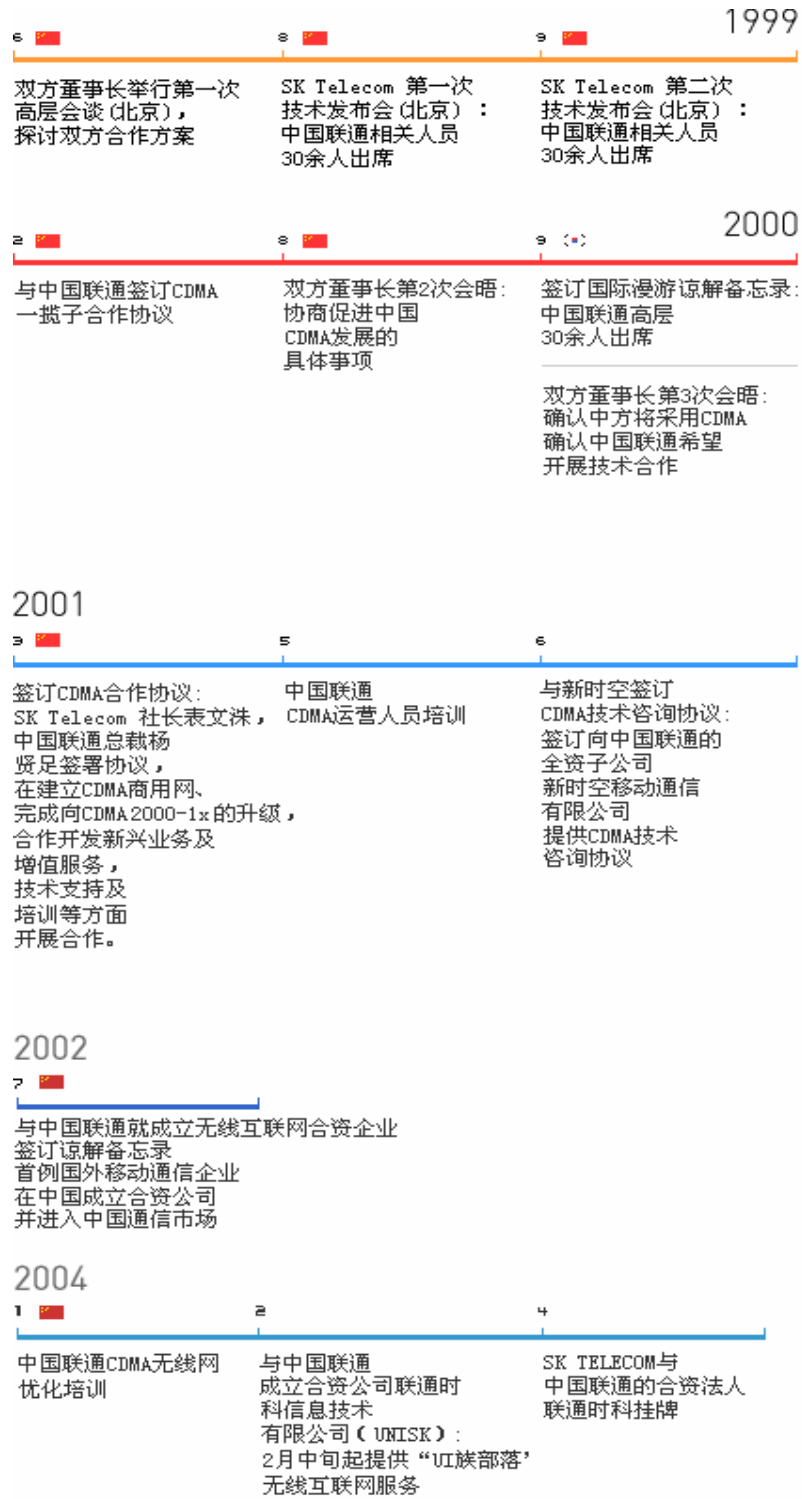 1999
6
双方董事长举行第一次
高层会谈(北京),
探讨双方合作方案
8
SK Telecom 第一次
技术发布会(北京):
中国联通相关人员
30余人出席
9
SK Telecom 第二次
技术发布会(北京):
中国联通相关人员
30余人出席
2000
2
与中国联通签订CDMA
一揽子合作协议
8
双方董事长第2次会晤:
协商促进中国
CDMA发展的
具体事项
9
签订国际漫游谅解备忘录:
中国联通高层
30余人出席
双方董事长第3次会晤:
确认中方将采用CDMA
确认中国联通希望
开展技术合作
2001
3
签订CDMA合作协议:
SK Telecom 社长表文洙,
中国联通总裁杨
贤足签署协议,
在建立CDMA商用网、
完成向CDMA2000-1x的升级,
合作开发新兴业务及
增值服务,
技术支持及
培训等方面
开展合作。
5
中国联通
CDMA运营人员培训
6
与新时空签订
CDMA技术咨询协议:
签订向中国联通的
全资子公司
新时空移动通信
有限公司
提供CDMA技术
咨询协议
2002
7
与中国联通就成立无线互联网合资企业
签订谅解备忘录
首例国外移动通信企业
在中国成立合资公司
并进入中国通信市场
2004
1
中国联通CDMA无线网
优化培训
2
与中国联通
成立合资公司联通时
科信息技术
有限公司(UNISK):
2月中旬起提供“UI族部落’
无线互联网服务
4
SK TELECOM与
中国联通的合资法人
联通时科挂牌